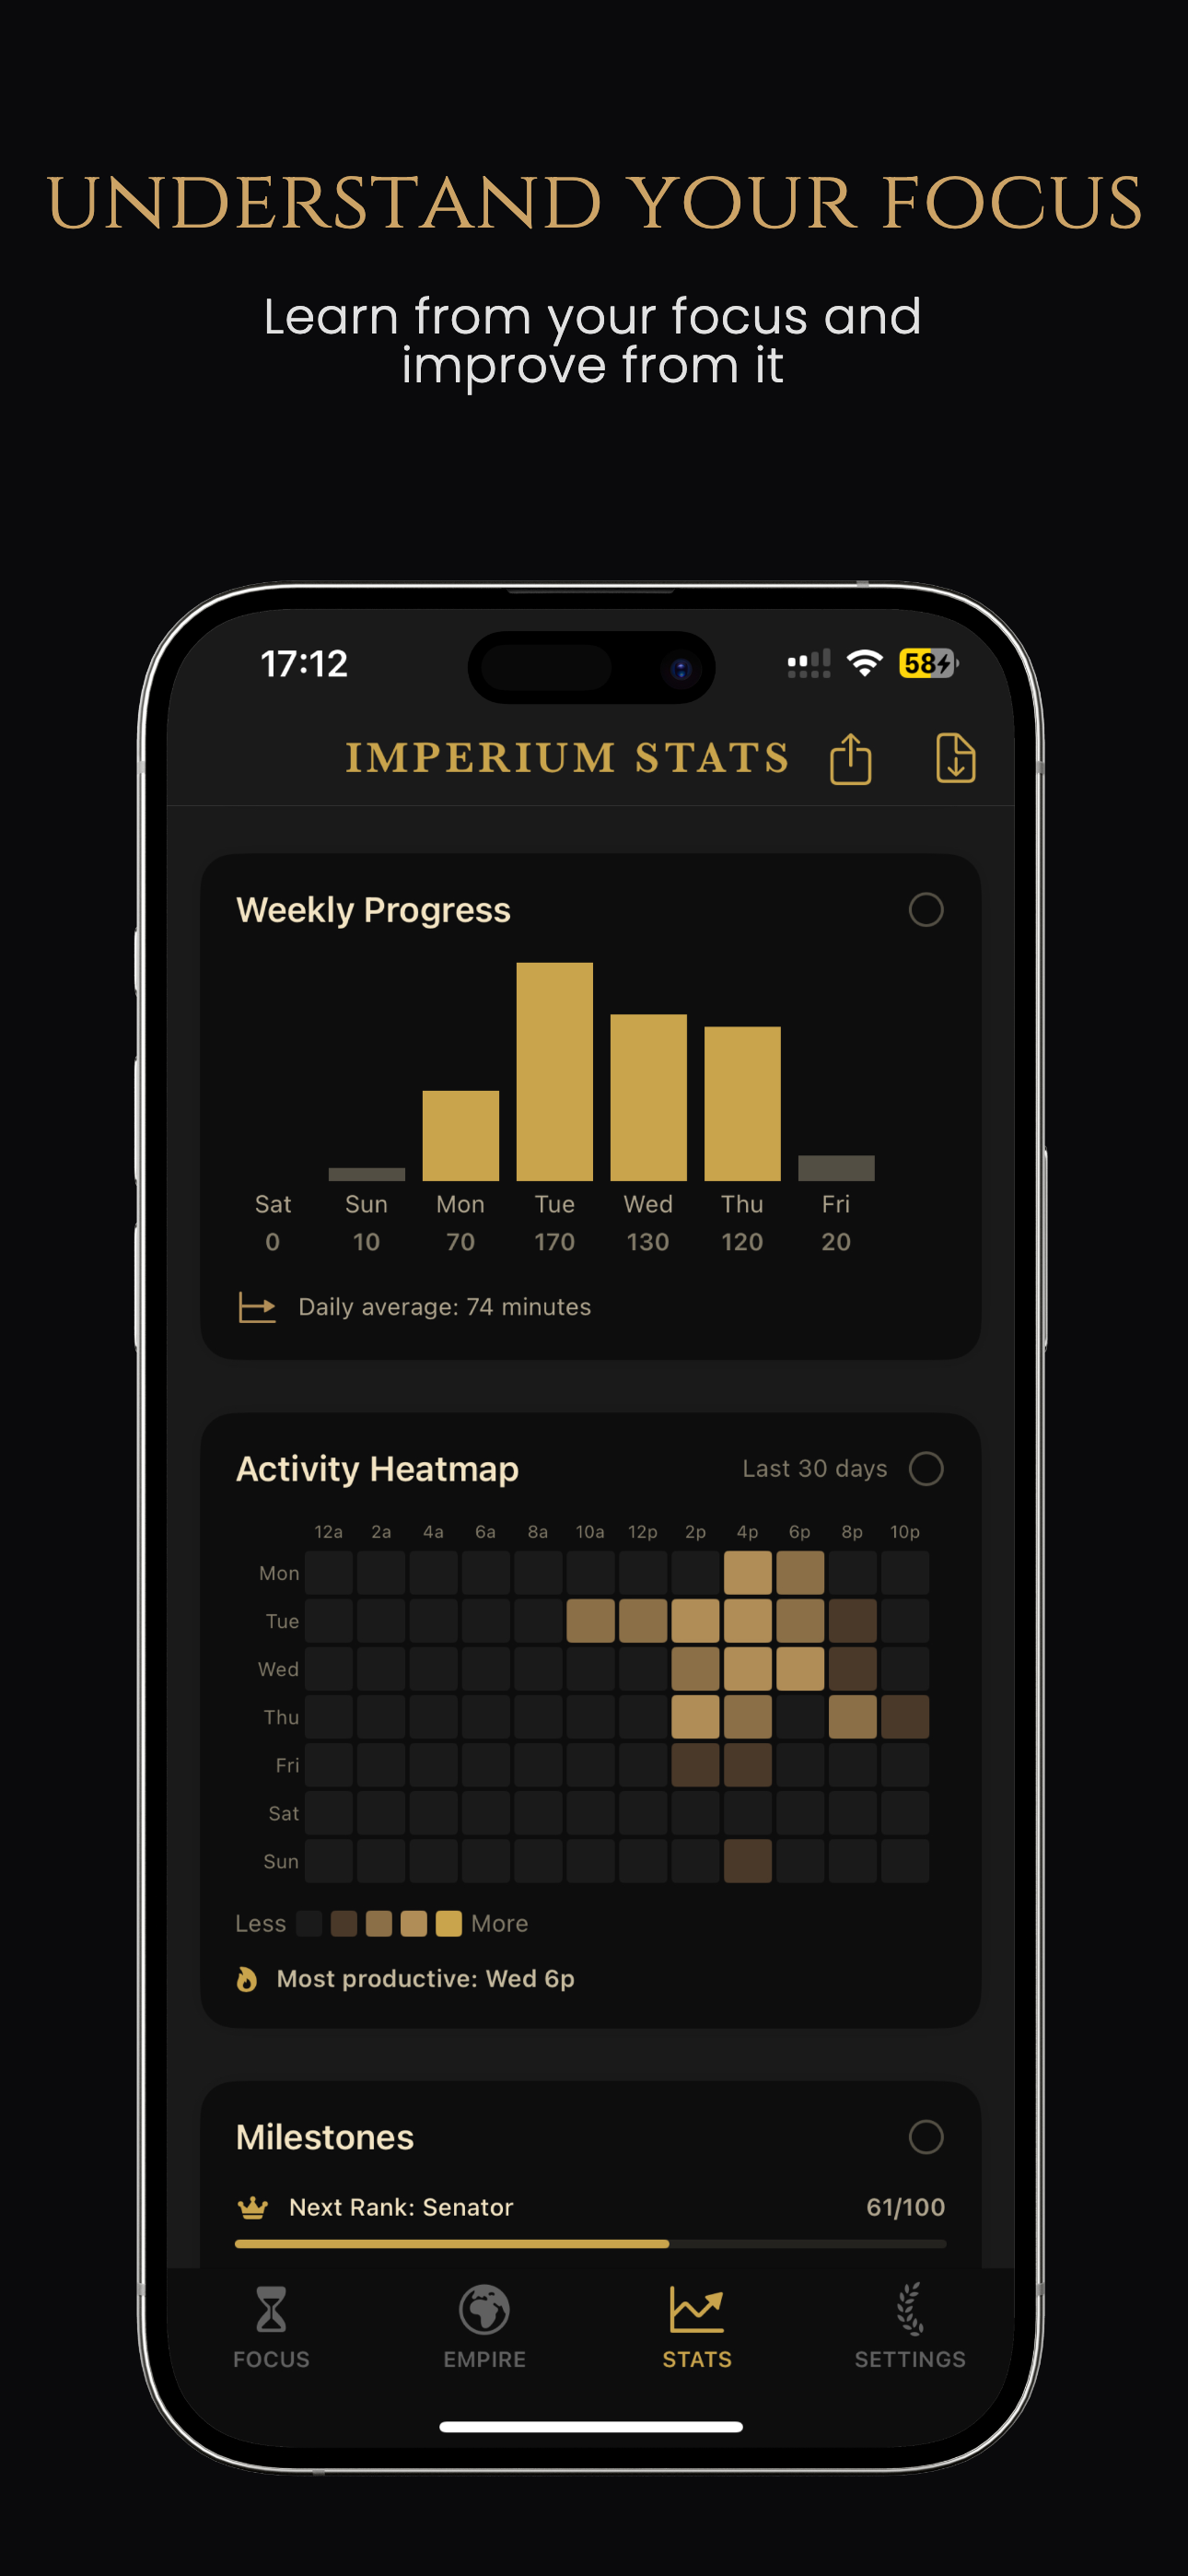 UNDERSTAND YOUR FOCUS
Learn from your focus and
improve from it
17:12
58
IMPERIUM STATS
Weekly Progress
Sat Sun Mon Tue Wed Thu Fri
0 10 70 170 130 120 20
Daily average: 74 minutes
Activity Heatmap Last 30 days
12a 2a 4a 6a 8a 10a 12p 2p 4p 6p 8p 10p
Mon
Tue
Wed
Thu
Fri
Sat
Sun
Less More
Most productive: Wed 6p
Milestones
Next Rank: Senator 61/100
FOCUS EMPIRE STATS SETTINGS